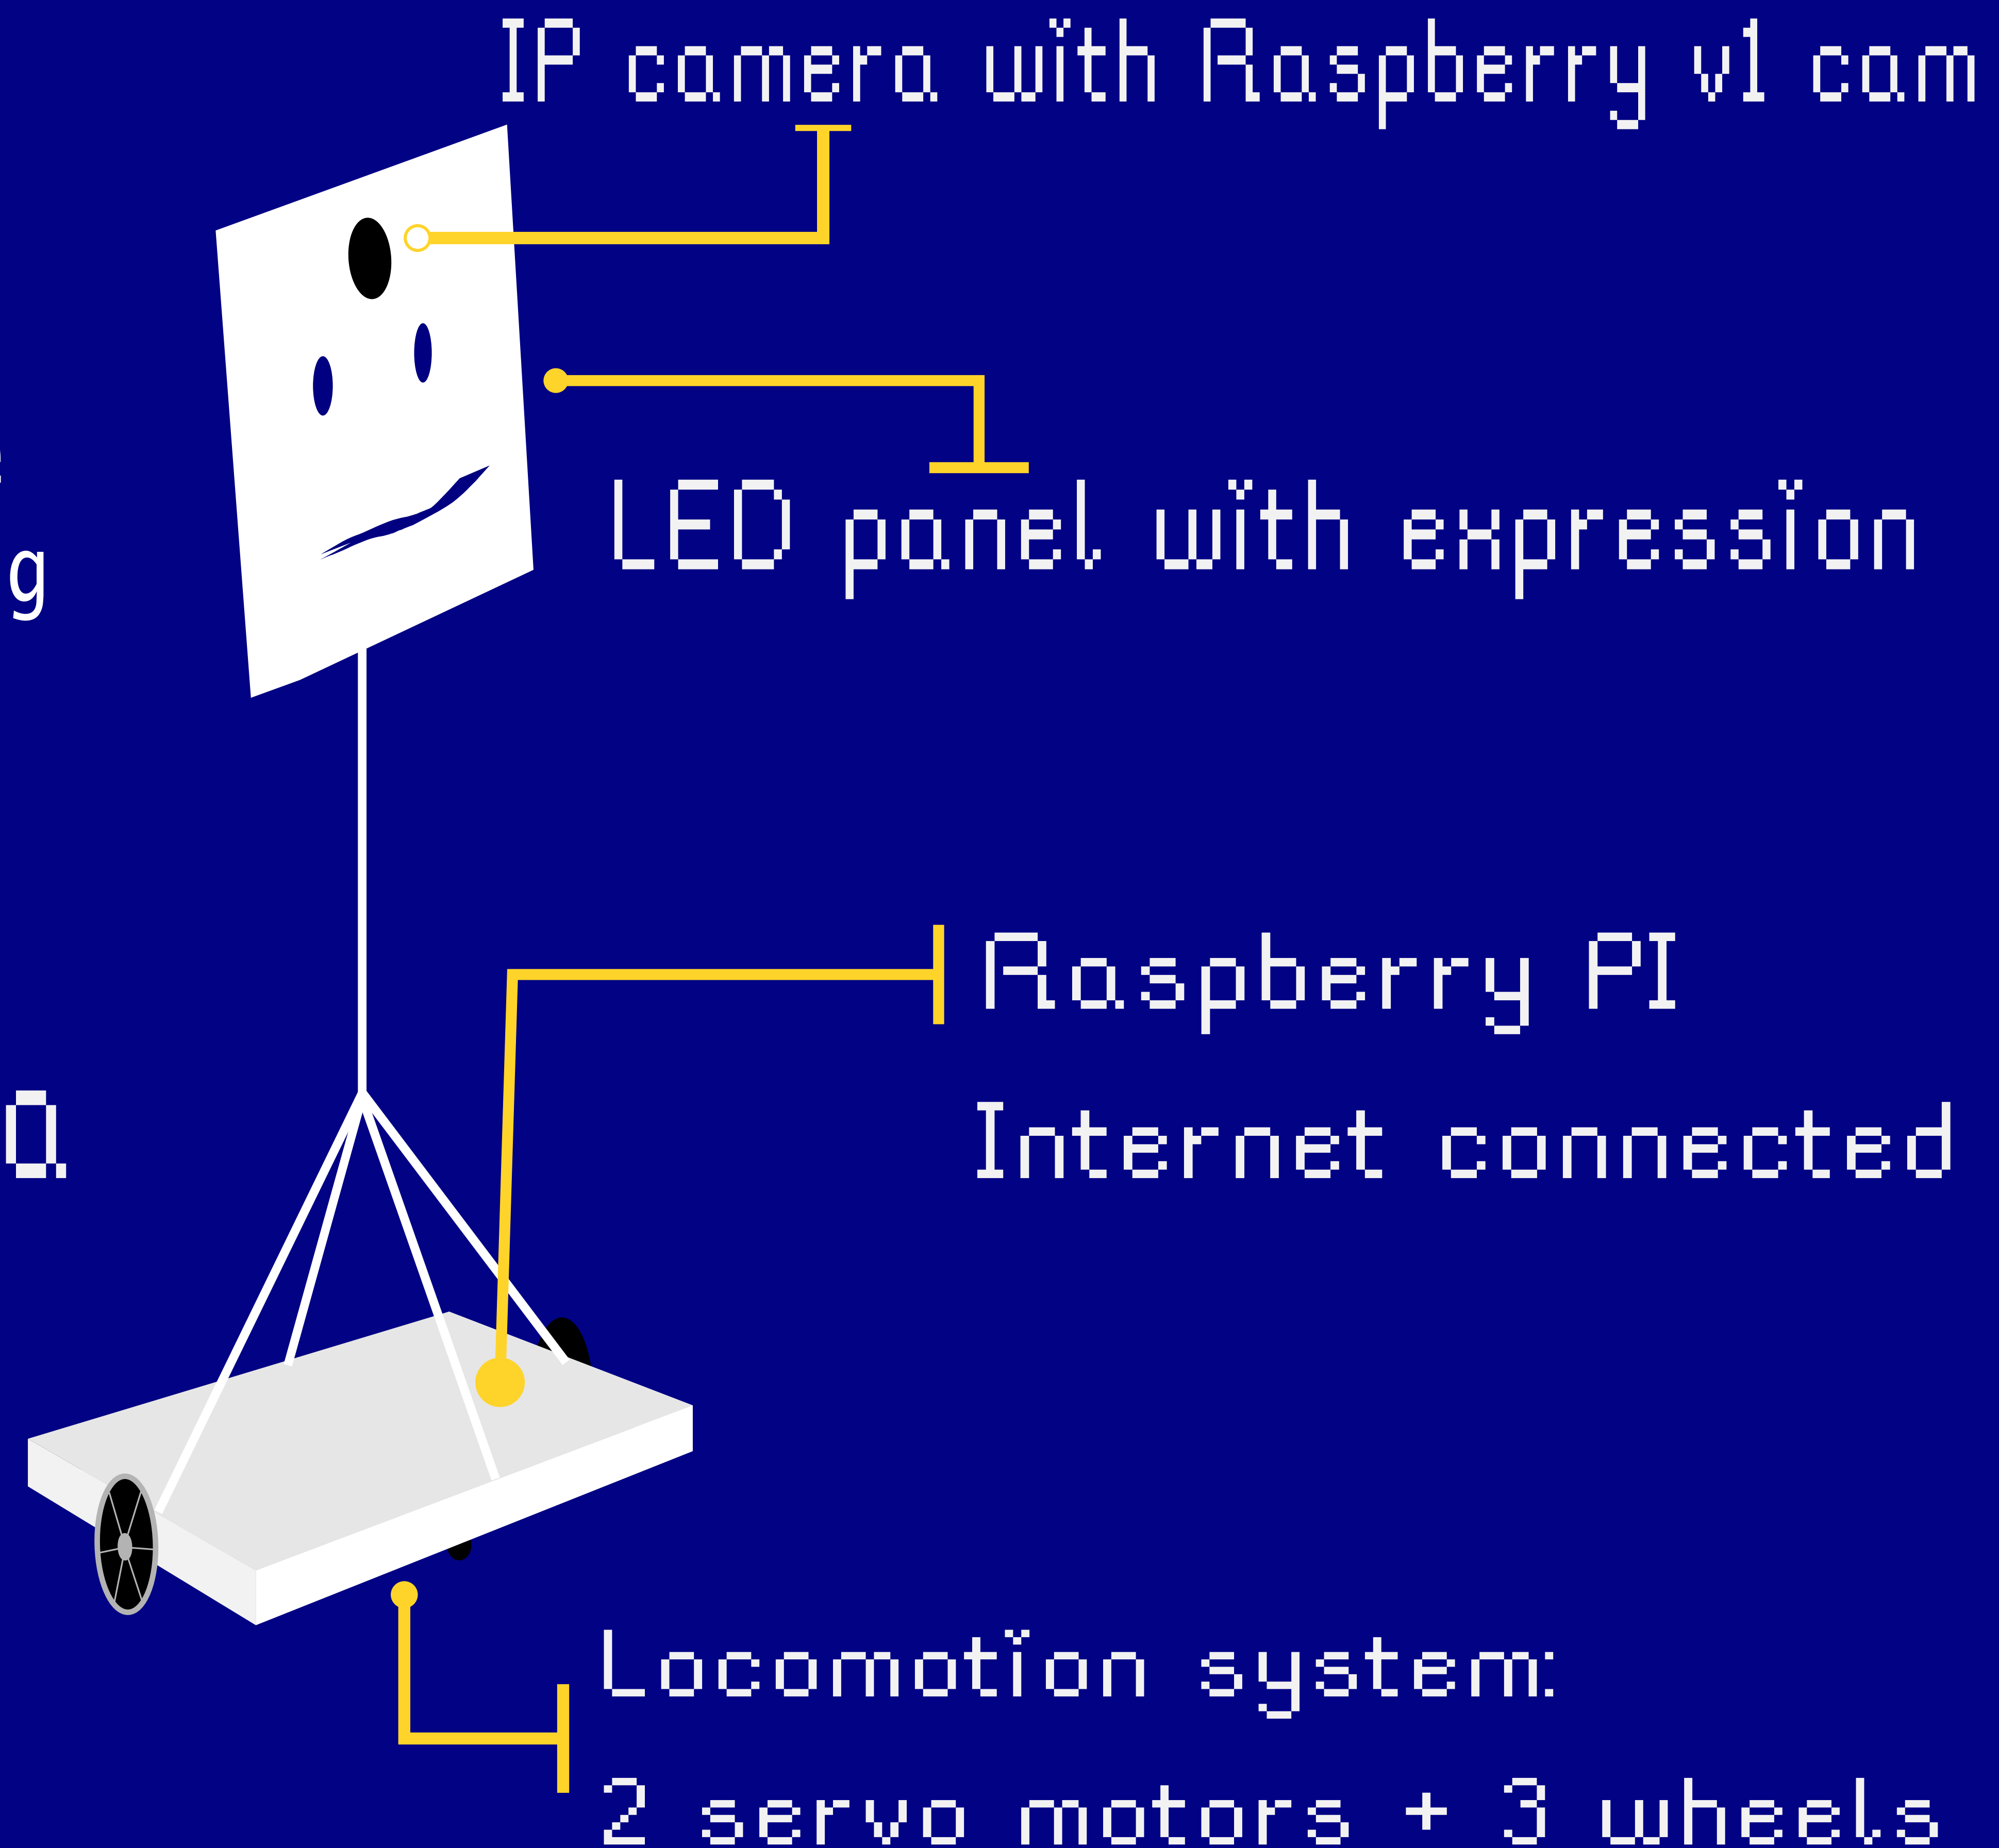 IP camera with Raspberry v1 cam
LED panel with expression
g
Raspberry PI
a
Internet connected
Locomotion system:
2 servo motors + 3 wheels